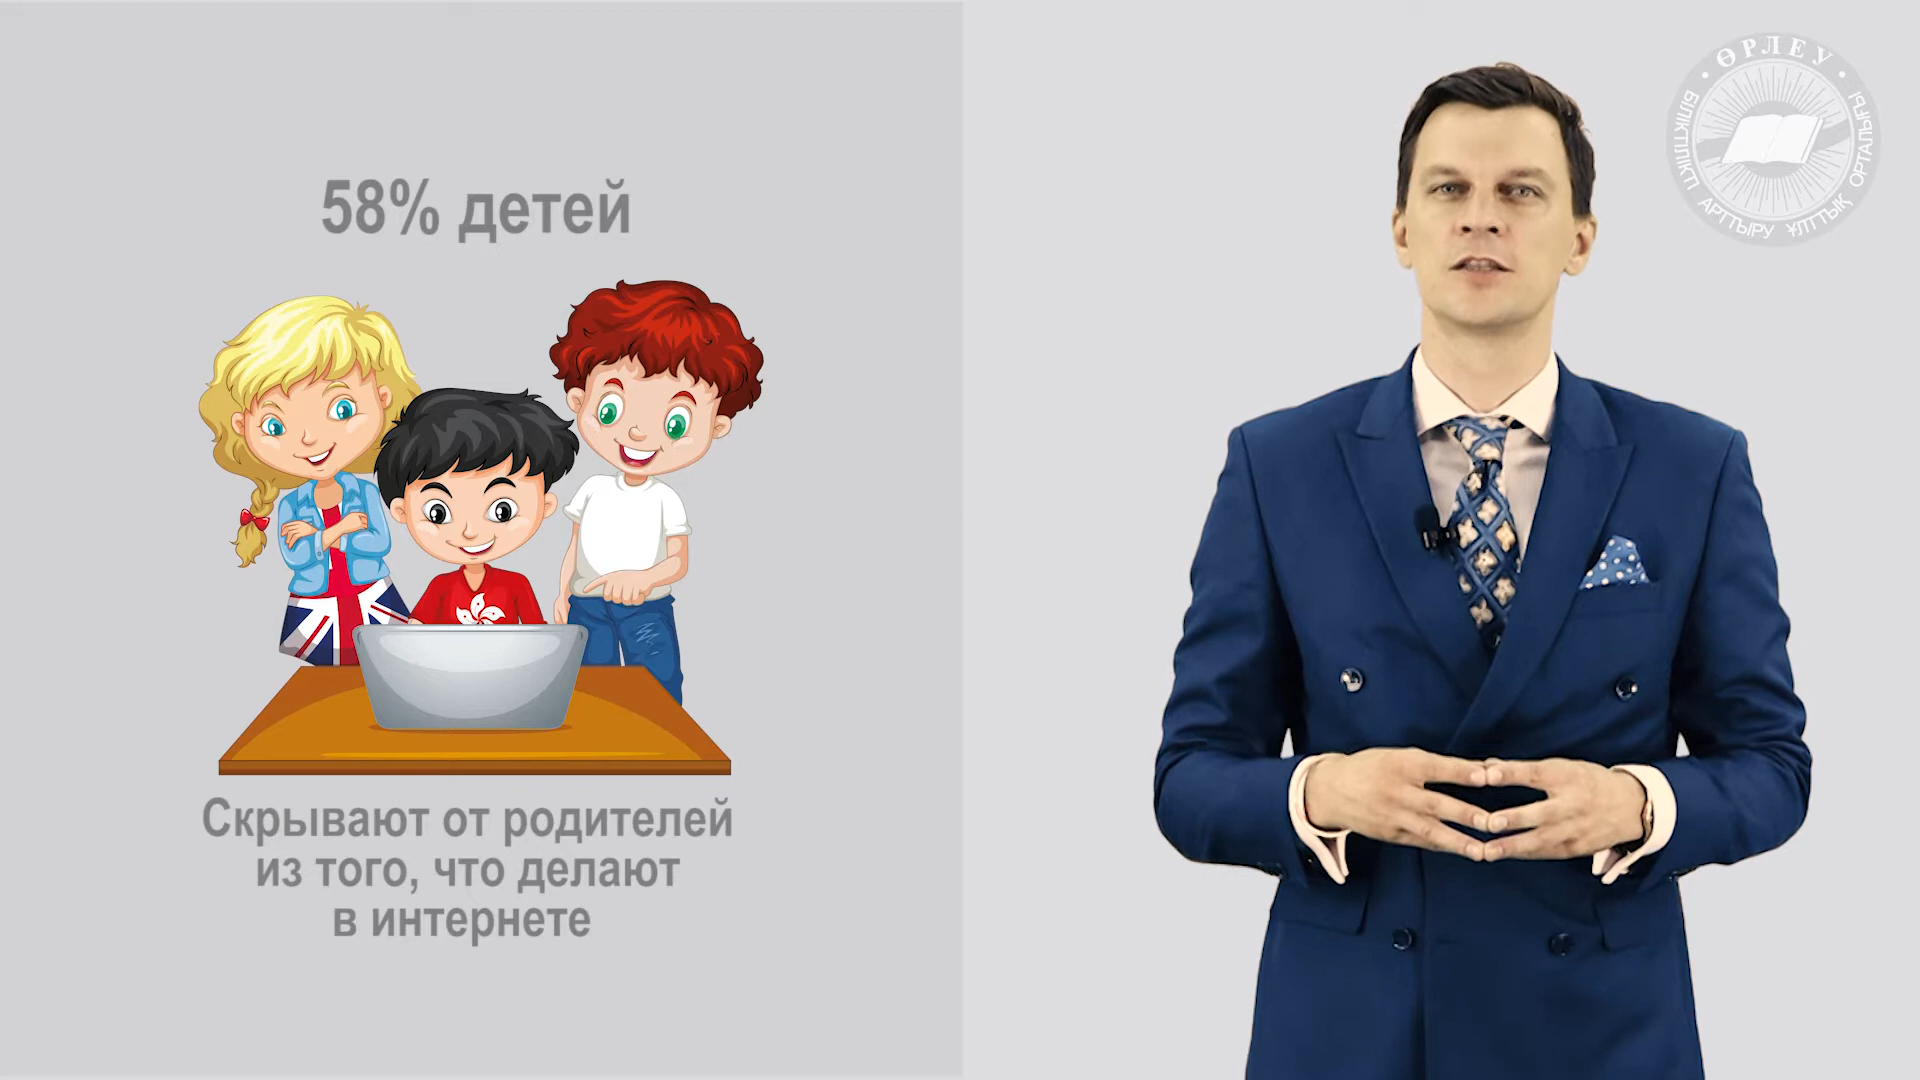 58% детей
Скрывают от родителей
из того, что делают
в интернете
ӨРЛЕУ
БІЛІКТІЛІКТІ АРТТЫРУ ҰЛТТЫҚ ОРТАЛЫҒЫ